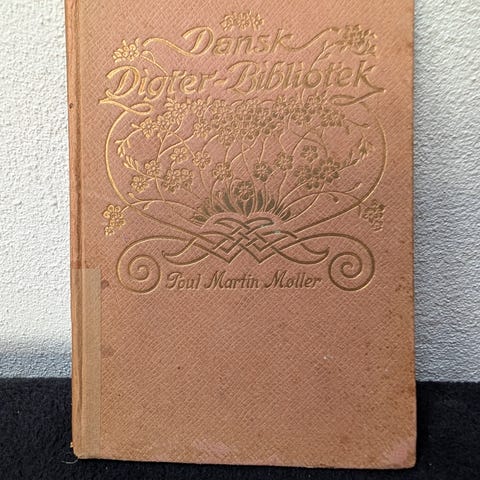 Dansk
Digter-Bibliotek
Poul Martin Møller